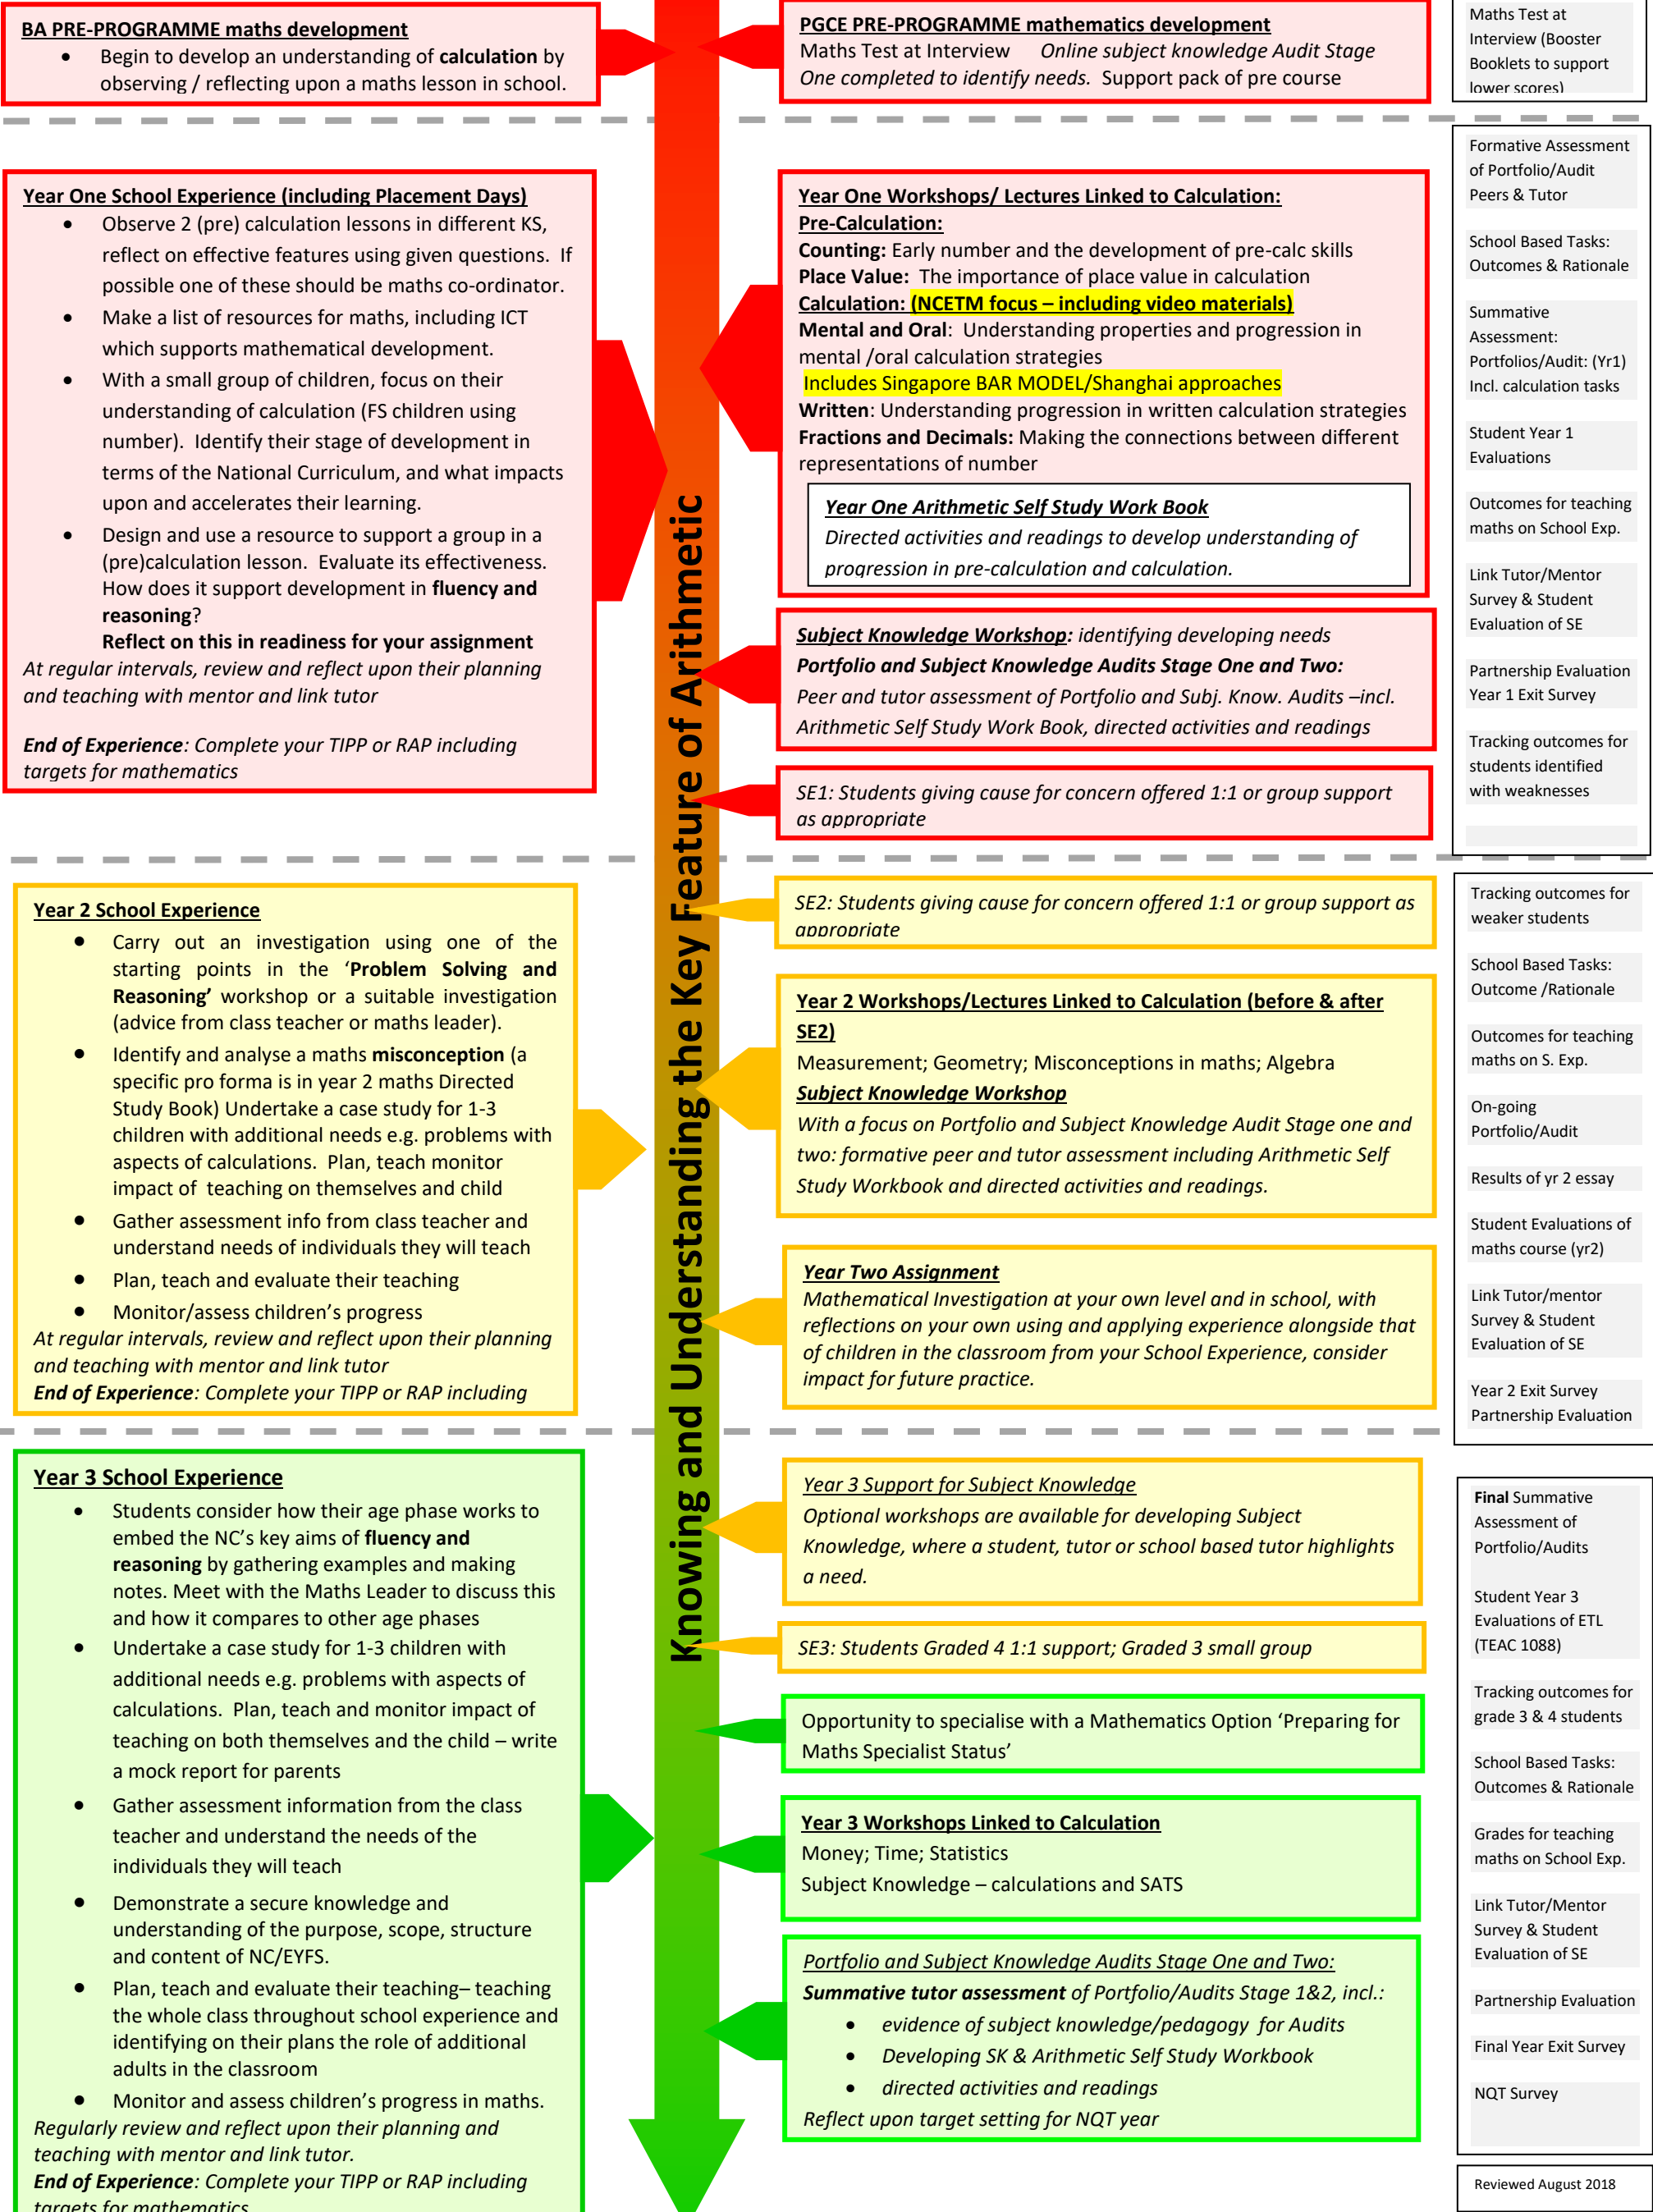 BA PRE-PROGRAMME maths development
• Begin to develop an understanding of calculation by
observing / reflecting upon a maths lesson in school.
PGCE PRE-PROGRAMME mathematics development
Maths Test at Interview Online subject knowledge Audit Stage
One completed to identify needs. Support pack of pre course
Maths Test at
Interview (Booster
Booklets to support
lower scores)
Year One School Experience (including Placement Days)
• Observe 2 (pre) calculation lessons in different KS,
reflect on effective features using given questions. If
possible one of these should be maths co-ordinator.
• Make a list of resources for maths, including ICT
which supports mathematical development.
• With a small group of children, focus on their
understanding of calculation (FS children using
number). Identify their stage of development in
terms of the National Curriculum, and what impacts
upon and accelerates their learning.
• Design and use a resource to support a group in a
(pre)calculation lesson. Evaluate its effectiveness.
How does it support development in fluency and
reasoning?
Reflect on this in readiness for your assignment
At regular intervals, review and reflect upon their planning
and teaching with mentor and link tutor
End of Experience: Complete your TIPP or RAP including
targets for mathematics
Knowing and Understanding the Key Feature of Arithmetic
Year One Workshops/ Lectures Linked to Calculation:
Pre-Calculation:
Counting: Early number and the development of pre-calc skills
Place Value: The importance of place value in calculation
Calculation: (NCETM focus – including video materials)
Mental and Oral: Understanding properties and progression in
mental /oral calculation strategies
Includes Singapore BAR MODEL/Shanghai approaches
Written: Understanding progression in written calculation strategies
Fractions and Decimals: Making the connections between different
representations of number
Year One Arithmetic Self Study Work Book
Directed activities and readings to develop understanding of
progression in pre-calculation and calculation.
Subject Knowledge Workshop: identifying developing needs
Portfolio and Subject Knowledge Audits Stage One and Two:
Peer and tutor assessment of Portfolio and Subj. Know. Audits –incl.
Arithmetic Self Study Work Book, directed activities and readings
SE1: Students giving cause for concern offered 1:1 or group support
as appropriate
Formative Assessment
of Portfolio/Audit
Peers & Tutor
School Based Tasks:
Outcomes & Rationale
Summative
Assessment:
Portfolios/Audit: (Yr1)
Incl. calculation tasks
Student Year 1
Evaluations
Outcomes for teaching
maths on School Exp.
Link Tutor/Mentor
Survey & Student
Evaluation of SE
Partnership Evaluation
Year 1 Exit Survey
Tracking outcomes for
students identified
with weaknesses
Year 2 School Experience
• Carry out an investigation using one of the
starting points in the ‘Problem Solving and
Reasoning’ workshop or a suitable investigation
(advice from class teacher or maths leader).
• Identify and analyse a maths misconception (a
specific pro forma is in year 2 maths Directed
Study Book) Undertake a case study for 1-3
children with additional needs e.g. problems with
aspects of calculations. Plan, teach monitor
impact of teaching on themselves and child
• Gather assessment info from class teacher and
understand needs of individuals they will teach
• Plan, teach and evaluate their teaching
• Monitor/assess children’s progress
At regular intervals, review and reflect upon their planning
and teaching with mentor and link tutor
End of Experience: Complete your TIPP or RAP including
SE2: Students giving cause for concern offered 1:1 or group support as
appropriate
Year 2 Workshops/Lectures Linked to Calculation (before & after
SE2)
Measurement; Geometry; Misconceptions in maths; Algebra
Subject Knowledge Workshop
With a focus on Portfolio and Subject Knowledge Audit Stage one and
two: formative peer and tutor assessment including Arithmetic Self
Study Workbook and directed activities and readings.
Year Two Assignment
Mathematical Investigation at your own level and in school, with
reflections on your own using and applying experience alongside that
of children in the classroom from your School Experience, consider
impact for future practice.
Tracking outcomes for
weaker students
School Based Tasks:
Outcome /Rationale
Outcomes for teaching
maths on S. Exp.
On-going
Portfolio/Audit
Results of yr 2 essay
Student Evaluations of
maths course (yr2)
Link Tutor/mentor
Survey & Student
Evaluation of SE
Year 2 Exit Survey
Partnership Evaluation
Year 3 School Experience
• Students consider how their age phase works to
embed the NC’s key aims of fluency and
reasoning by gathering examples and making
notes. Meet with the Maths Leader to discuss this
and how it compares to other age phases
• Undertake a case study for 1-3 children with
additional needs e.g. problems with aspects of
calculations. Plan, teach and monitor impact of
teaching on both themselves and the child – write
a mock report for parents
• Gather assessment information from the class
teacher and understand the needs of the
individuals they will teach
• Demonstrate a secure knowledge and
understanding of the purpose, scope, structure
and content of NC/EYFS.
• Plan, teach and evaluate their teaching– teaching
the whole class throughout school experience and
identifying on their plans the role of additional
adults in the classroom
• Monitor and assess children’s progress in maths.
Regularly review and reflect upon their planning and
teaching with mentor and link tutor.
End of Experience: Complete your TIPP or RAP including
targets for mathematics
Year 3 Support for Subject Knowledge
Optional workshops are available for developing Subject
Knowledge, where a student, tutor or school based tutor highlights
a need.
SE3: Students Graded 4 1:1 support; Graded 3 small group
Opportunity to specialise with a Mathematics Option ‘Preparing for
Maths Specialist Status’
Year 3 Workshops Linked to Calculation
Money; Time; Statistics
Subject Knowledge – calculations and SATS
Portfolio and Subject Knowledge Audits Stage One and Two:
Summative tutor assessment of Portfolio/Audits Stage 1&2, incl.:
• evidence of subject knowledge/pedagogy for Audits
• Developing SK & Arithmetic Self Study Workbook
• directed activities and readings
Reflect upon target setting for NQT year
Final Summative
Assessment of
Portfolio/Audits
Student Year 3
Evaluations of ETL
(TEAC 1088)
Tracking outcomes for
grade 3 & 4 students
School Based Tasks:
Outcomes & Rationale
Grades for teaching
maths on School Exp.
Link Tutor/Mentor
Survey & Student
Evaluation of SE
Partnership Evaluation
Final Year Exit Survey
NQT Survey
Reviewed August 2018